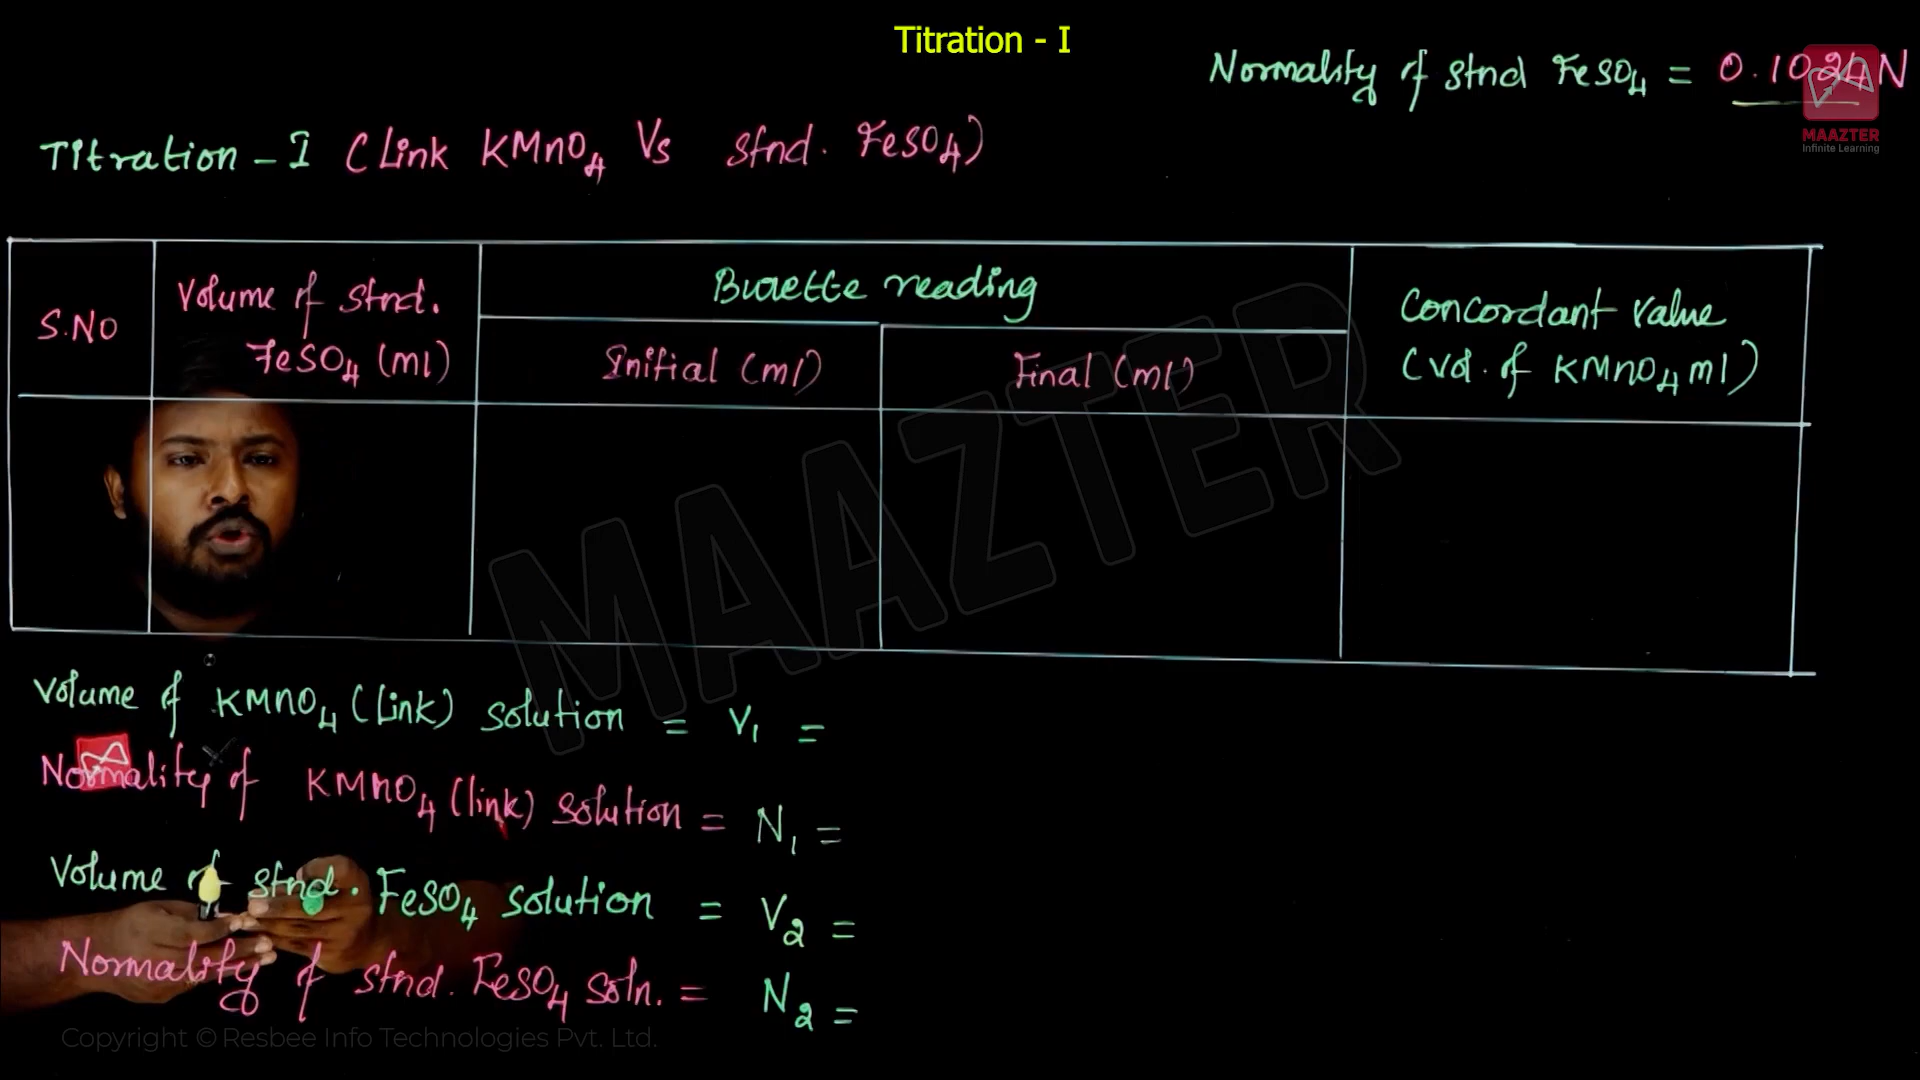 Titration - I
Normality of stnd FeSO4 = 0.1024 N
MAAZTER
Infinite Learning
Titration - I (Link KMnO4 Vs stnd. FeSO4)
S.NO
Volume of stnd. FeSO4 (ml)
Burette reading
Initial (ml)
Final (ml)
Concordant value
(Vol. of KMnO4 ml)
MAAZTER
Volume of KMnO4 (Link) solution = V1 =
Normality of KMnO4 (link) solution = N1 =
Volume of stnd. FeSO4 solution = V2 =
Normality of stnd. FeSO4 soln. = N2 =
Copyright © Resbee Info Technologies Pvt. Ltd.